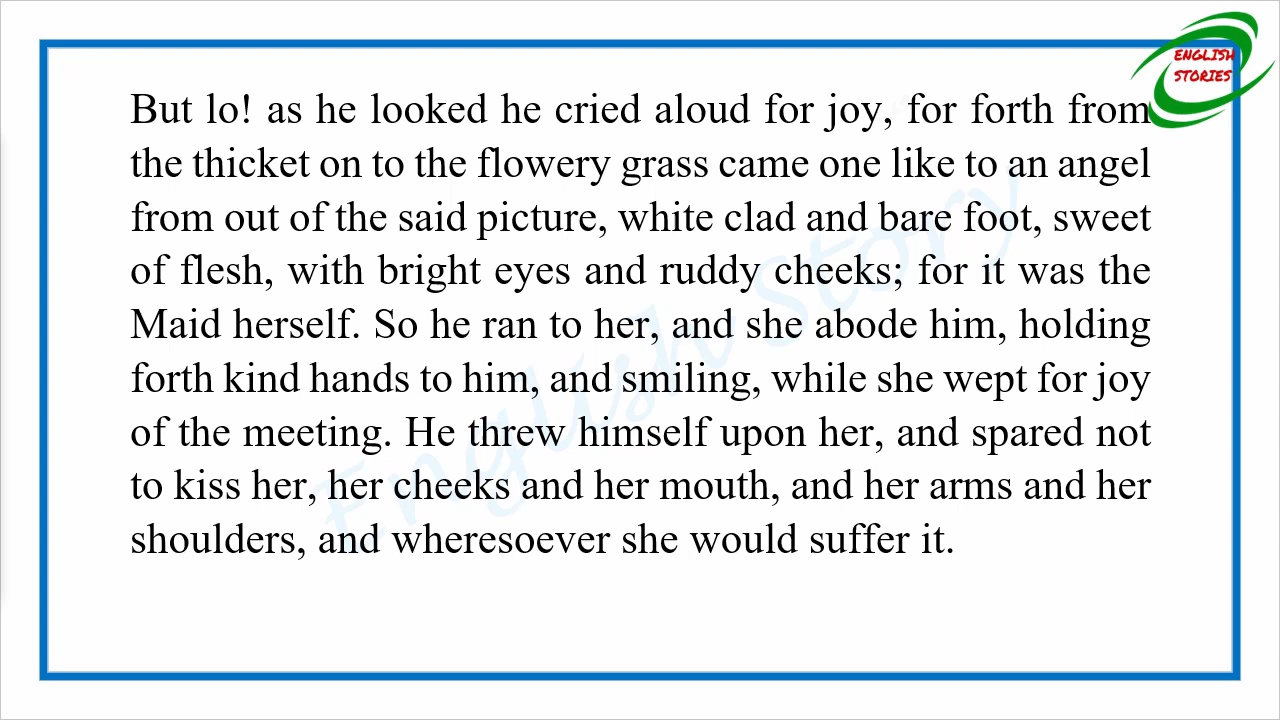 ENGLISH
STORIES
But lo! as he looked he cried aloud for joy, for forth from
the thicket on to the flowery grass came one like to an angel
from out of the said picture, white clad and bare foot, sweet
of flesh, with bright eyes and ruddy cheeks; for it was the
Maid herself. So he ran to her, and she abode him, holding
forth kind hands to him, and smiling, while she wept for joy
of the meeting. He threw himself upon her, and spared not
to kiss her, her cheeks and her mouth, and her arms and her
shoulders, and wheresoever she would suffer it.
English Story